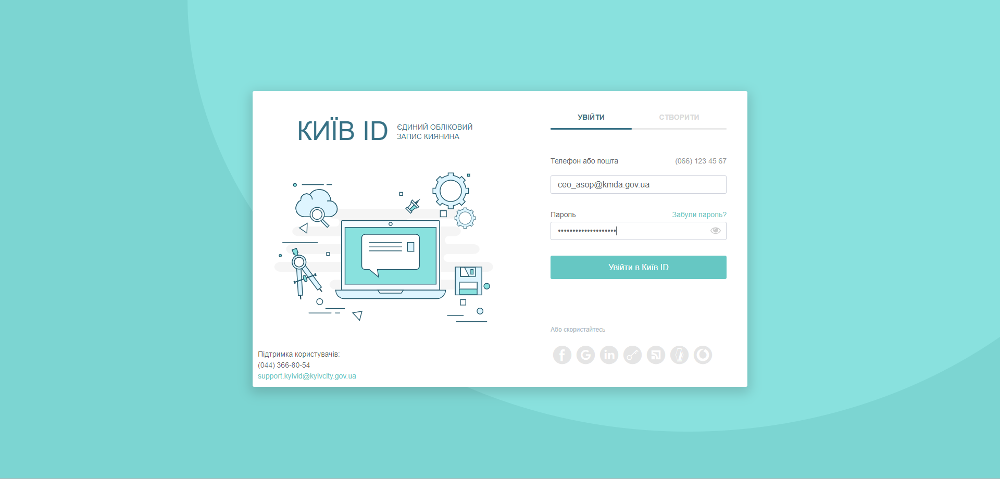 КИЇВ ID
ЄДИНИЙ ОБЛІКОВИЙ
ЗАПИС КИЯНИНА
Підтримка користувачів:
(044) 366-80-54
support.kyivid@kyivcity.gov.ua
УВІЙТИ СТВОРИТИ
Телефон або пошта (066) 123 45 67
ceo_asop@kmda.gov.ua
Пароль Забули пароль?
••••••••••••••••••••
Увійти в Київ ID
Або скористайтесь